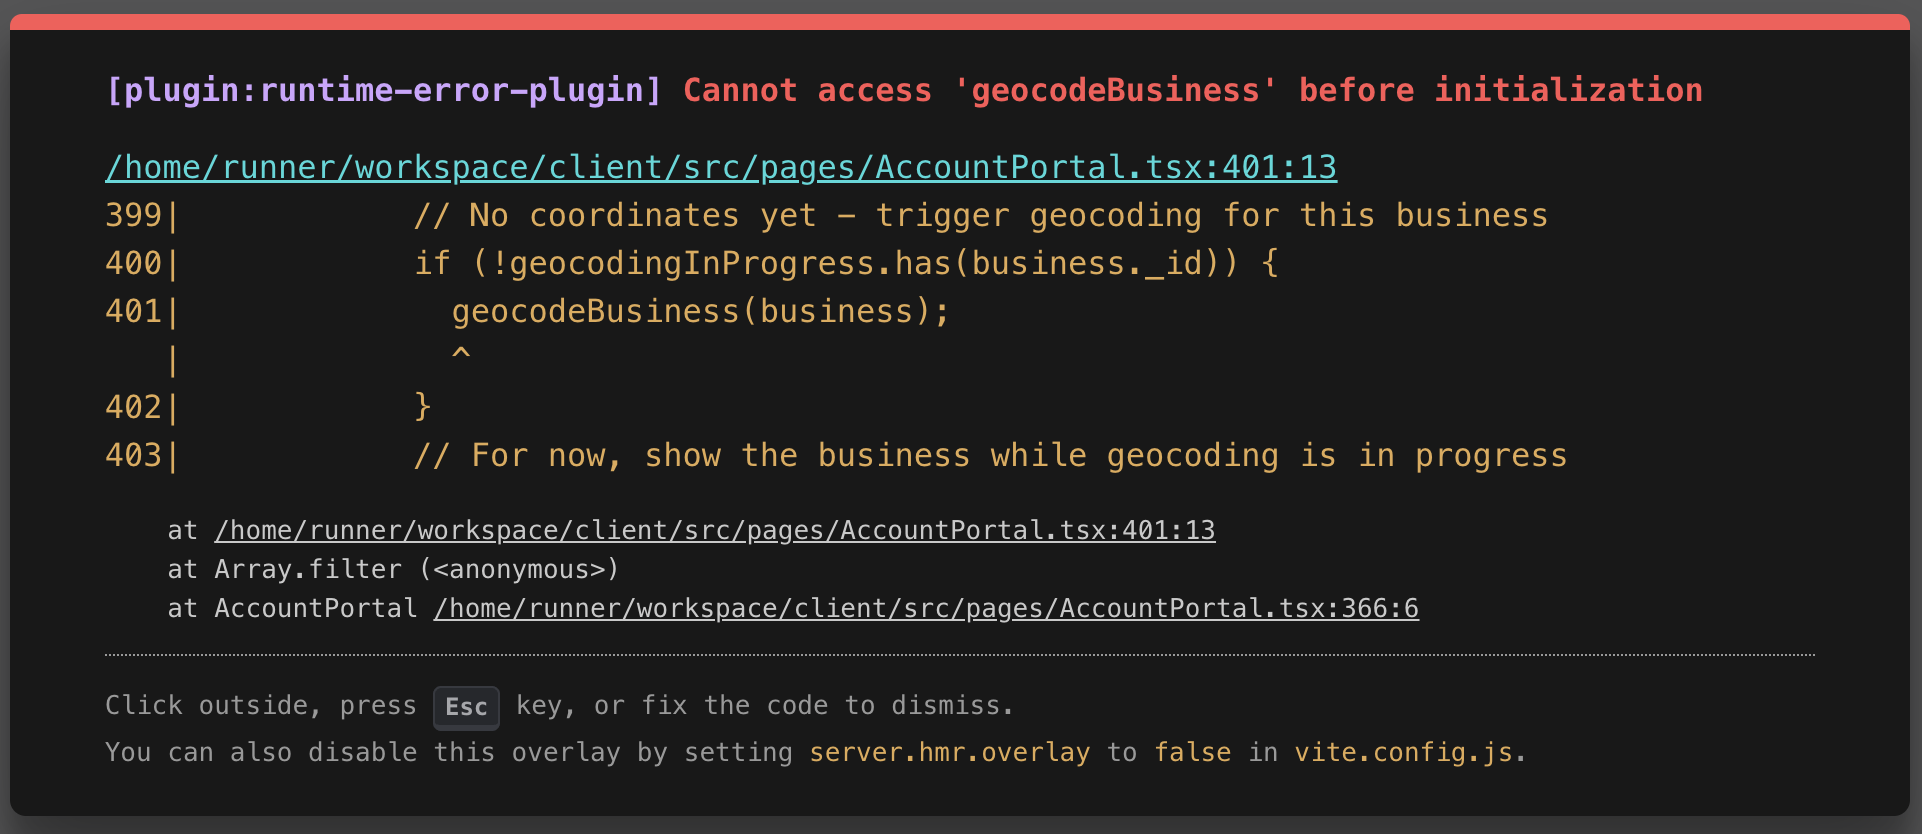 [plugin:runtime-error-plugin] Cannot access 'geocodeBusiness' before initialization
/home/runner/workspace/client/src/pages/AccountPortal.tsx:401:13
399|            // No coordinates yet - trigger geocoding for this business
400|            if (!geocodingInProgress.has(business._id)) {
401|              geocodeBusiness(business);
   |              ^
402|            }
403|            // For now, show the business while geocoding is in progress
    at /home/runner/workspace/client/src/pages/AccountPortal.tsx:401:13
    at Array.filter (<anonymous>)
    at AccountPortal /home/runner/workspace/client/src/pages/AccountPortal.tsx:366:6
Click outside, press Esc key, or fix the code to dismiss.
You can also disable this overlay by setting server.hmr.overlay to false in vite.config.js.